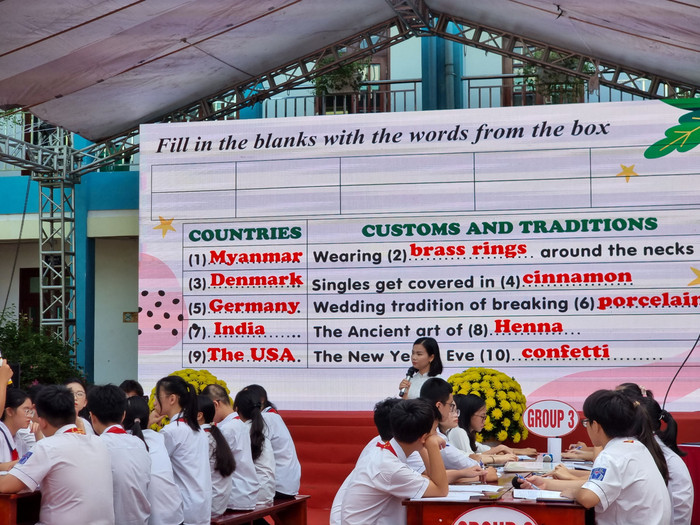 Fill in the blanks with the words from the box
COUNTRIES CUSTOMS AND TRADITIONS
(1) Myanmar Wearing (2) brass rings around the necks
(3) Denmark Singles get covered in (4) cinnamon
(5) Germany Wedding tradition of breaking (6) porcelain
(7) India The Ancient art of (8) Henna
(9) The USA The New Year Eve (10) confetti
GROUP 3
GROUP